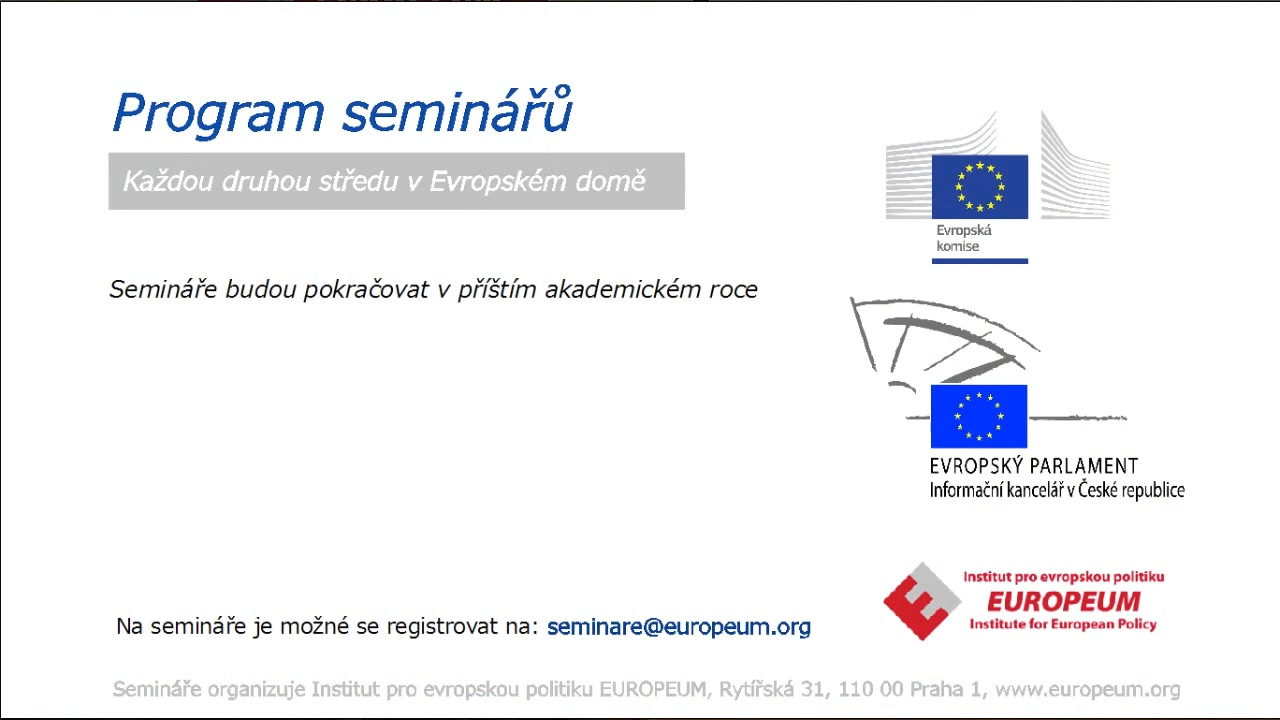 Program seminářů
Každou druhou středu v Evropském domě
Evropská
komise
Semináře budou pokračovat v příštím akademickém roce
EVROPSKÝ PARLAMENT
Informační kancelář v České republice
Institut pro evropskou politiku
EUROPEUM
Institute for European Policy
Na semináře je možné se registrovat na: seminare@europeum.org
Semináře organizuje Institut pro evropskou politiku EUROPEUM, Rytířská 31, 110 00 Praha 1, www.europeum.org